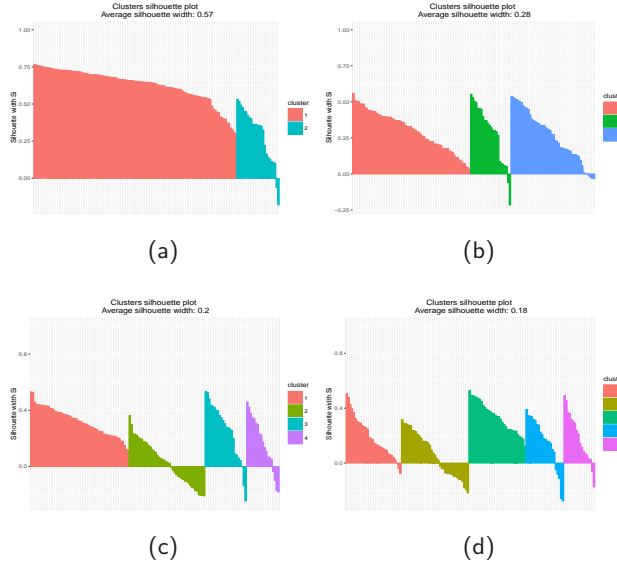 Clusters silhouette plot
Average silhouette width: 0.57
1.00
0.75
0.50
0.25
0.00
Silhouette width Si
cluster
1
2
(a)
Clusters silhouette plot
Average silhouette width: 0.28
1.00
0.75
0.50
0.25
0.00
−0.25
Silhouette width Si
clus
(b)
Clusters silhouette plot
Average silhouette width: 0.2
0.8
0.4
0.0
Silhouette width Si
cluster
1
2
3
4
(c)
Clusters silhouette plot
Average silhouette width: 0.18
0.8
0.4
0.0
Silhouette width Si
clus
(d)